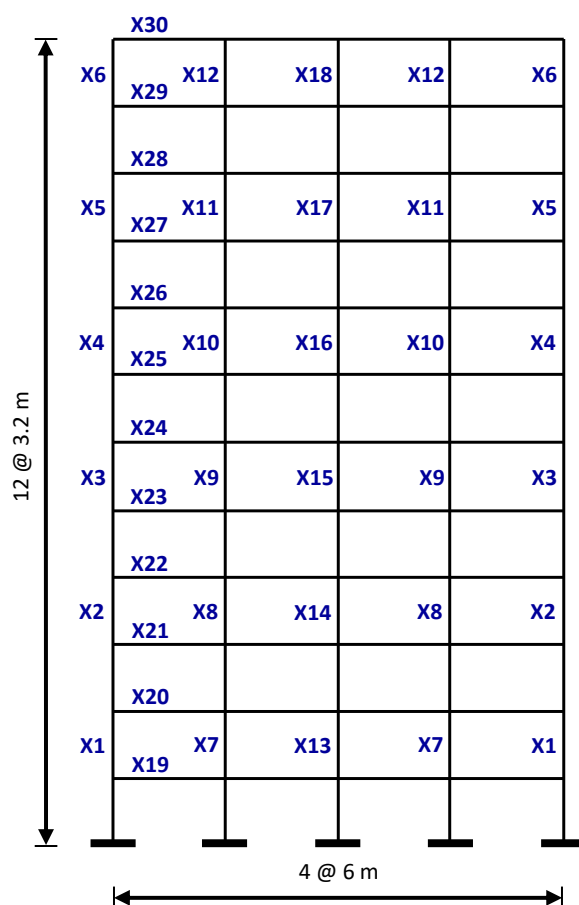 X30
X6 X12 X18 X12 X6
X29
X28
X5 X11 X17 X11 X5
X27
X26
X4 X10 X16 X10 X4
X25
X24
X3 X9 X15 X9 X3
X23
X22
X2 X8 X14 X8 X2
X21
X20
X1 X7 X13 X7 X1
X19
12 @ 3.2 m
4 @ 6 m